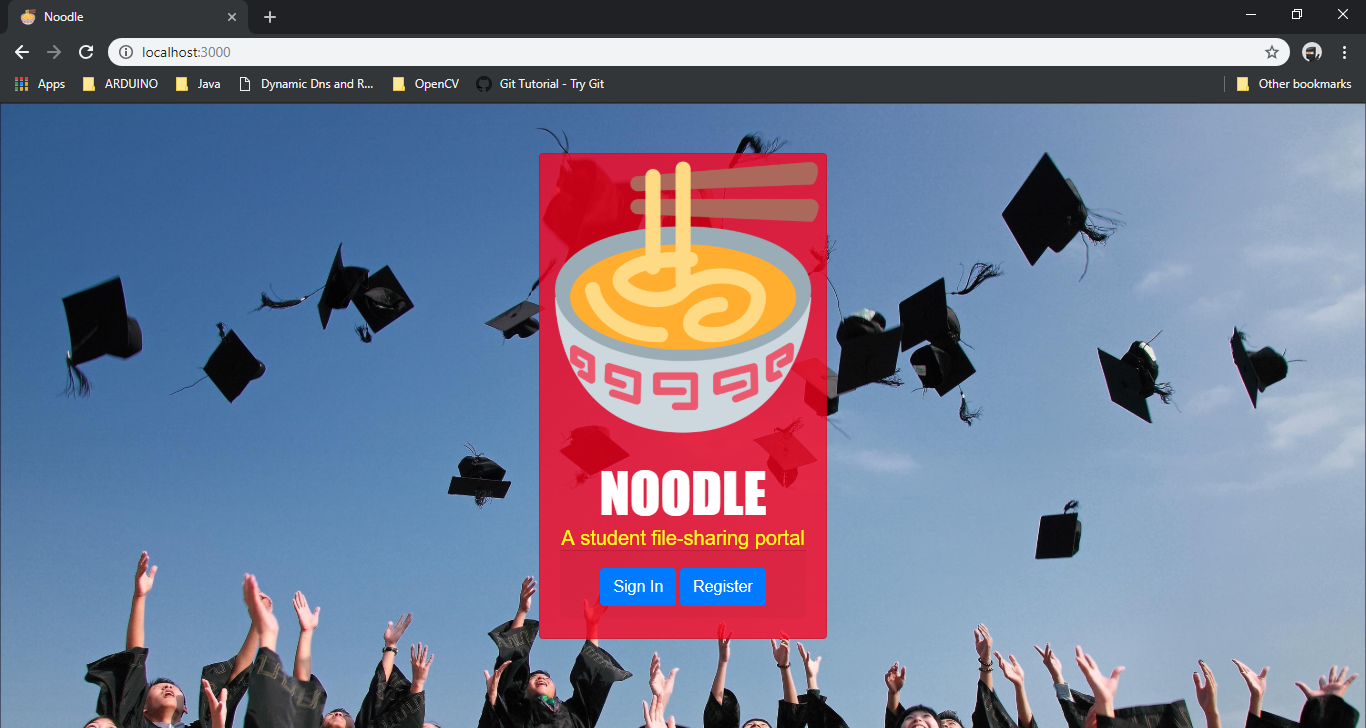 Noodle
localhost:3000
Apps ARDUINO Java Dynamic Dns and R... OpenCV Git Tutorial - Try Git Other bookmarks
NOODLE
A student file-sharing portal
Sign In Register